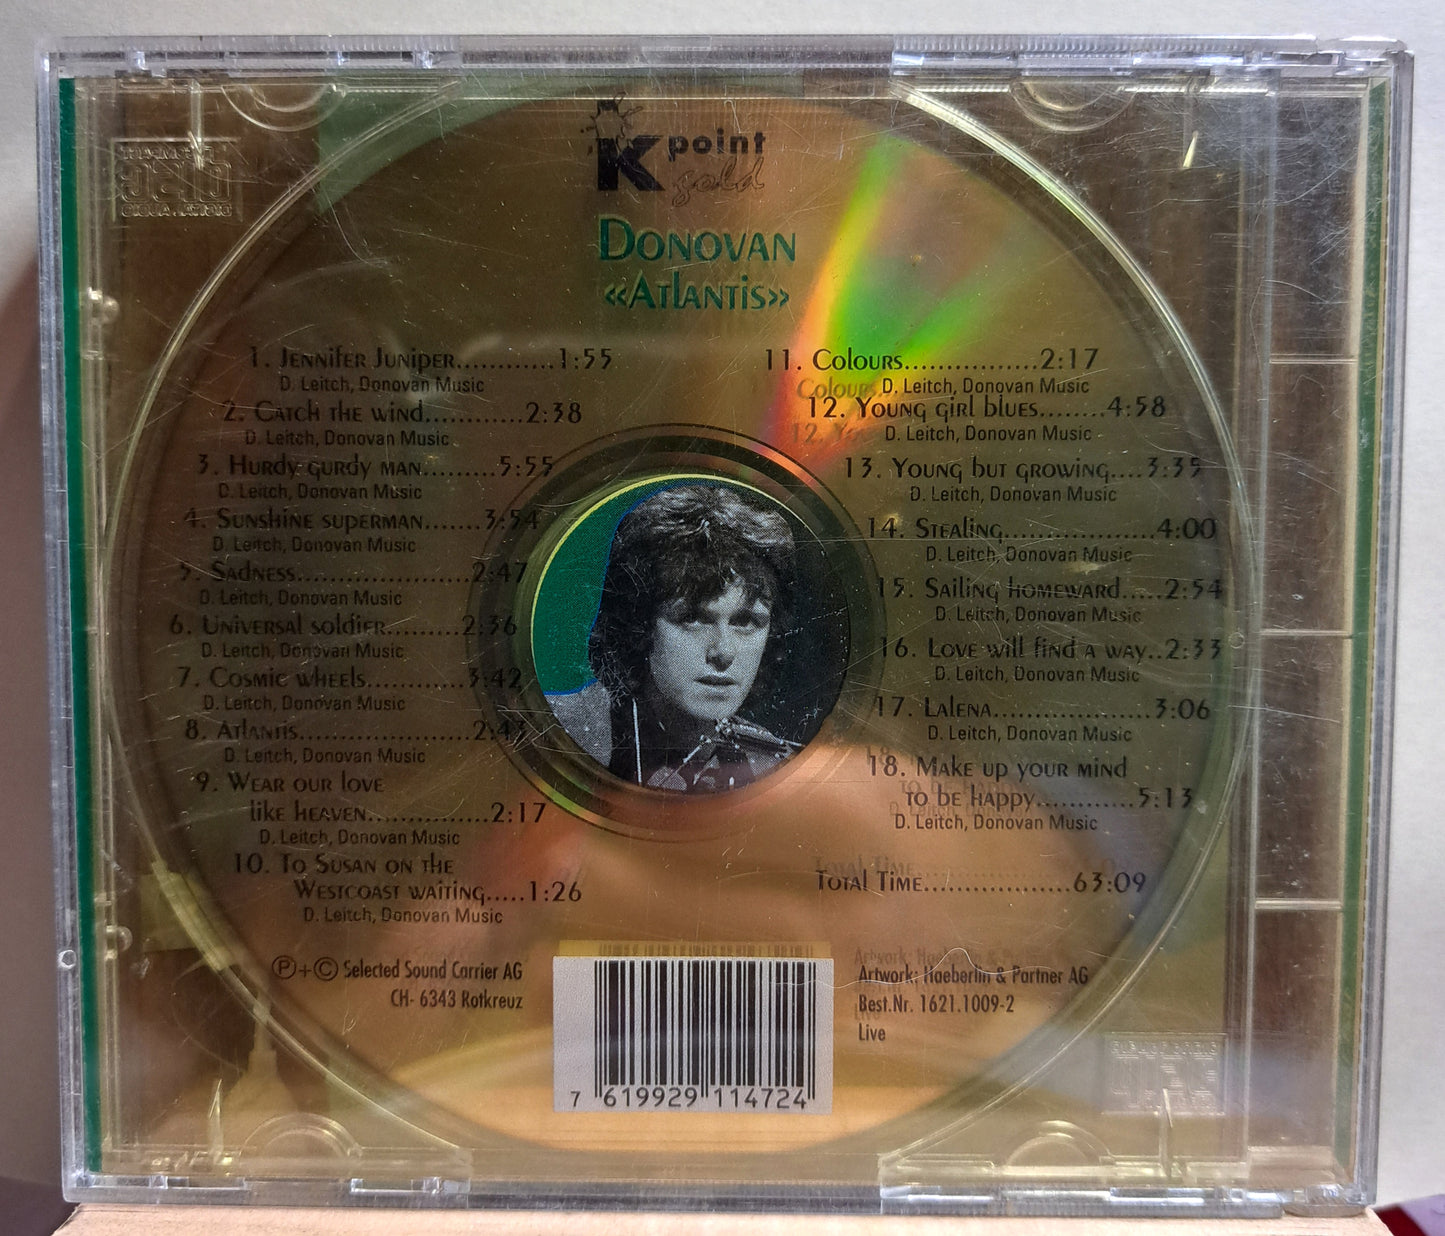 K point
gold
DONOVAN
«ATLANTIS»
1. JENNIFER JUNIPER............1:55
D. Leitch, Donovan Music
2. CATCH THE WIND............2:38
D. Leitch, Donovan Music
3. HURDY GURDY MAN.........5:55
D. Leitch, Donovan Music
4. SUNSHINE SUPERMAN.......3:54
D. Leitch, Donovan Music
5. SADNESS.....................2:47
D. Leitch, Donovan Music
6. UNIVERSAL SOLDIER.........2:36
D. Leitch, Donovan Music
7. COSMIC WHEELS............3:42
D. Leitch, Donovan Music
8. ATLANTIS.....................2:43
D. Leitch, Donovan Music
9. WEAR OUR LOVE
LIKE HEAVEN...............2:17
D. Leitch, Donovan Music
10. TO SUSAN ON THE
WESTCOAST WAITING.....1:26
D. Leitch, Donovan Music
11. COLOURS................2:17
D. Leitch, Donovan Music
12. YOUNG GIRL BLUES........4:58
D. Leitch, Donovan Music
13. YOUNG BUT GROWING....3:35
D. Leitch, Donovan Music
14. STEALING..................4:00
D. Leitch, Donovan Music
15. SAILING HOMEWARD.....2:54
D. Leitch, Donovan Music
16. LOVE WILL FIND A WAY..2:33
D. Leitch, Donovan Music
17. LALENA...................3:06
D. Leitch, Donovan Music
18. MAKE UP YOUR MIND
TO BE HAPPY............5:13
D. Leitch, Donovan Music
TOTAL TIME..................63:09
Ⓟ+© Selected Sound Carrier AG
CH- 6343 Rotkreuz
7 619929 114724
Artwork: Haeberlin & Partner AG
Best.Nr. 1621.1009-2
Live